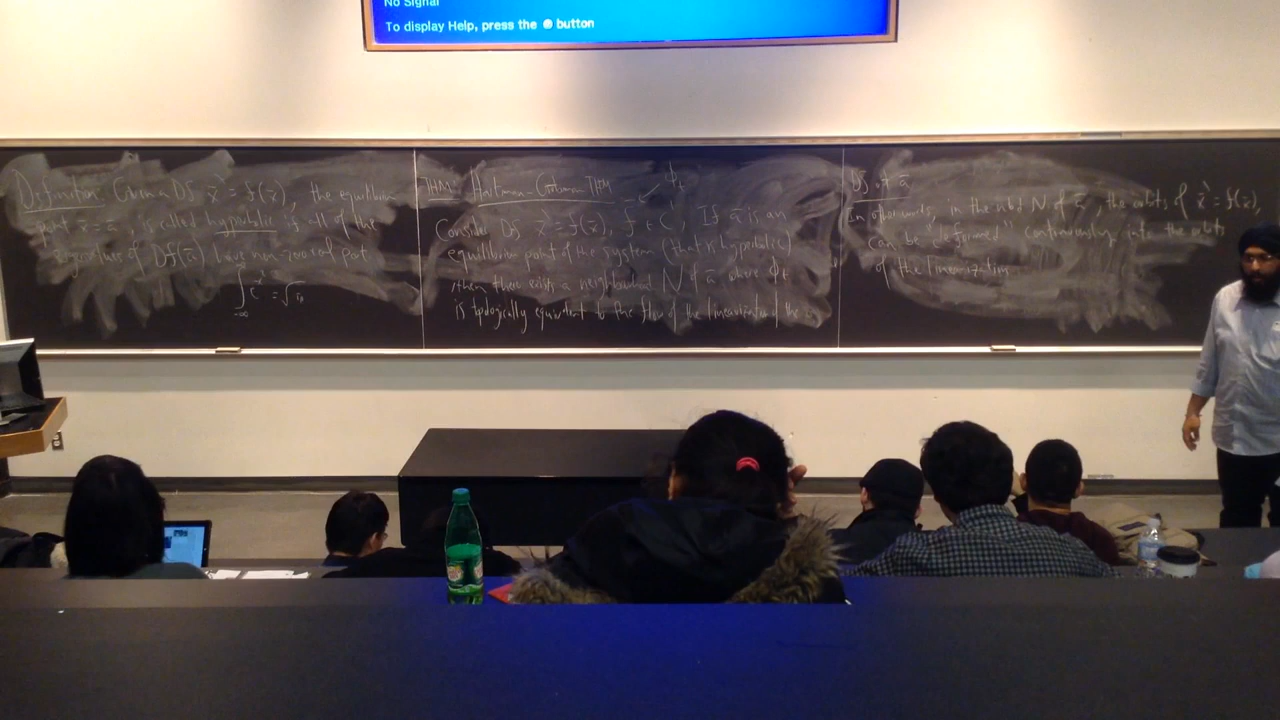 No Signal
To display Help, press the button
Definition: Given a DS x' = f(x), the equilibrium
point x = a, is called hyperbolic if all of the
eigenvalues of Df(a) have non-zero real part.
∫
-∞
THM: Hartman-Grobman THM
φt
Consider DS x' = f(x), f ∈ C¹, If a is an
equilibrium point of the system (that is hyperbolic)
then there exists a neighbourhood N of a, where φt
is topologically equivalent to the flow of the linearization of the
DS at a
In other words, in the nbd N of a, the orbits of x' = f(x),
can be "deformed" continuously into the orbits
of the linearization